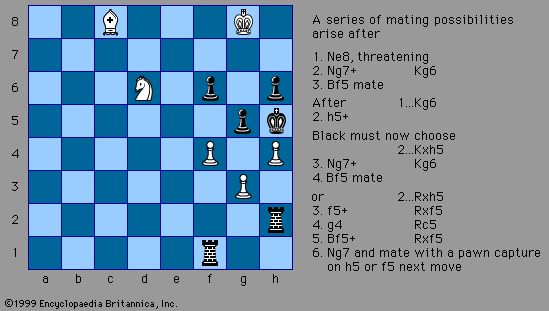 8
7
6
5
4
3
2
1
a b c d e f g h
A series of mating possibilities
arise after
1. Ne8, threatening
2. Ng7+ Kg6
3. Bf5 mate
After 1...Kg6
2. h5+
Black must now choose
2...Kxh5
3. Ng7+ Kg6
4. Bf5 mate
or 2...Rxh5
3. f5+ Rxf5
4. g4 Rc5
5. Bf5+ Rxf5
6. Ng7 and mate with a pawn capture
on h5 or f5 next move
©1999 Encyclopaedia Britannica, Inc.